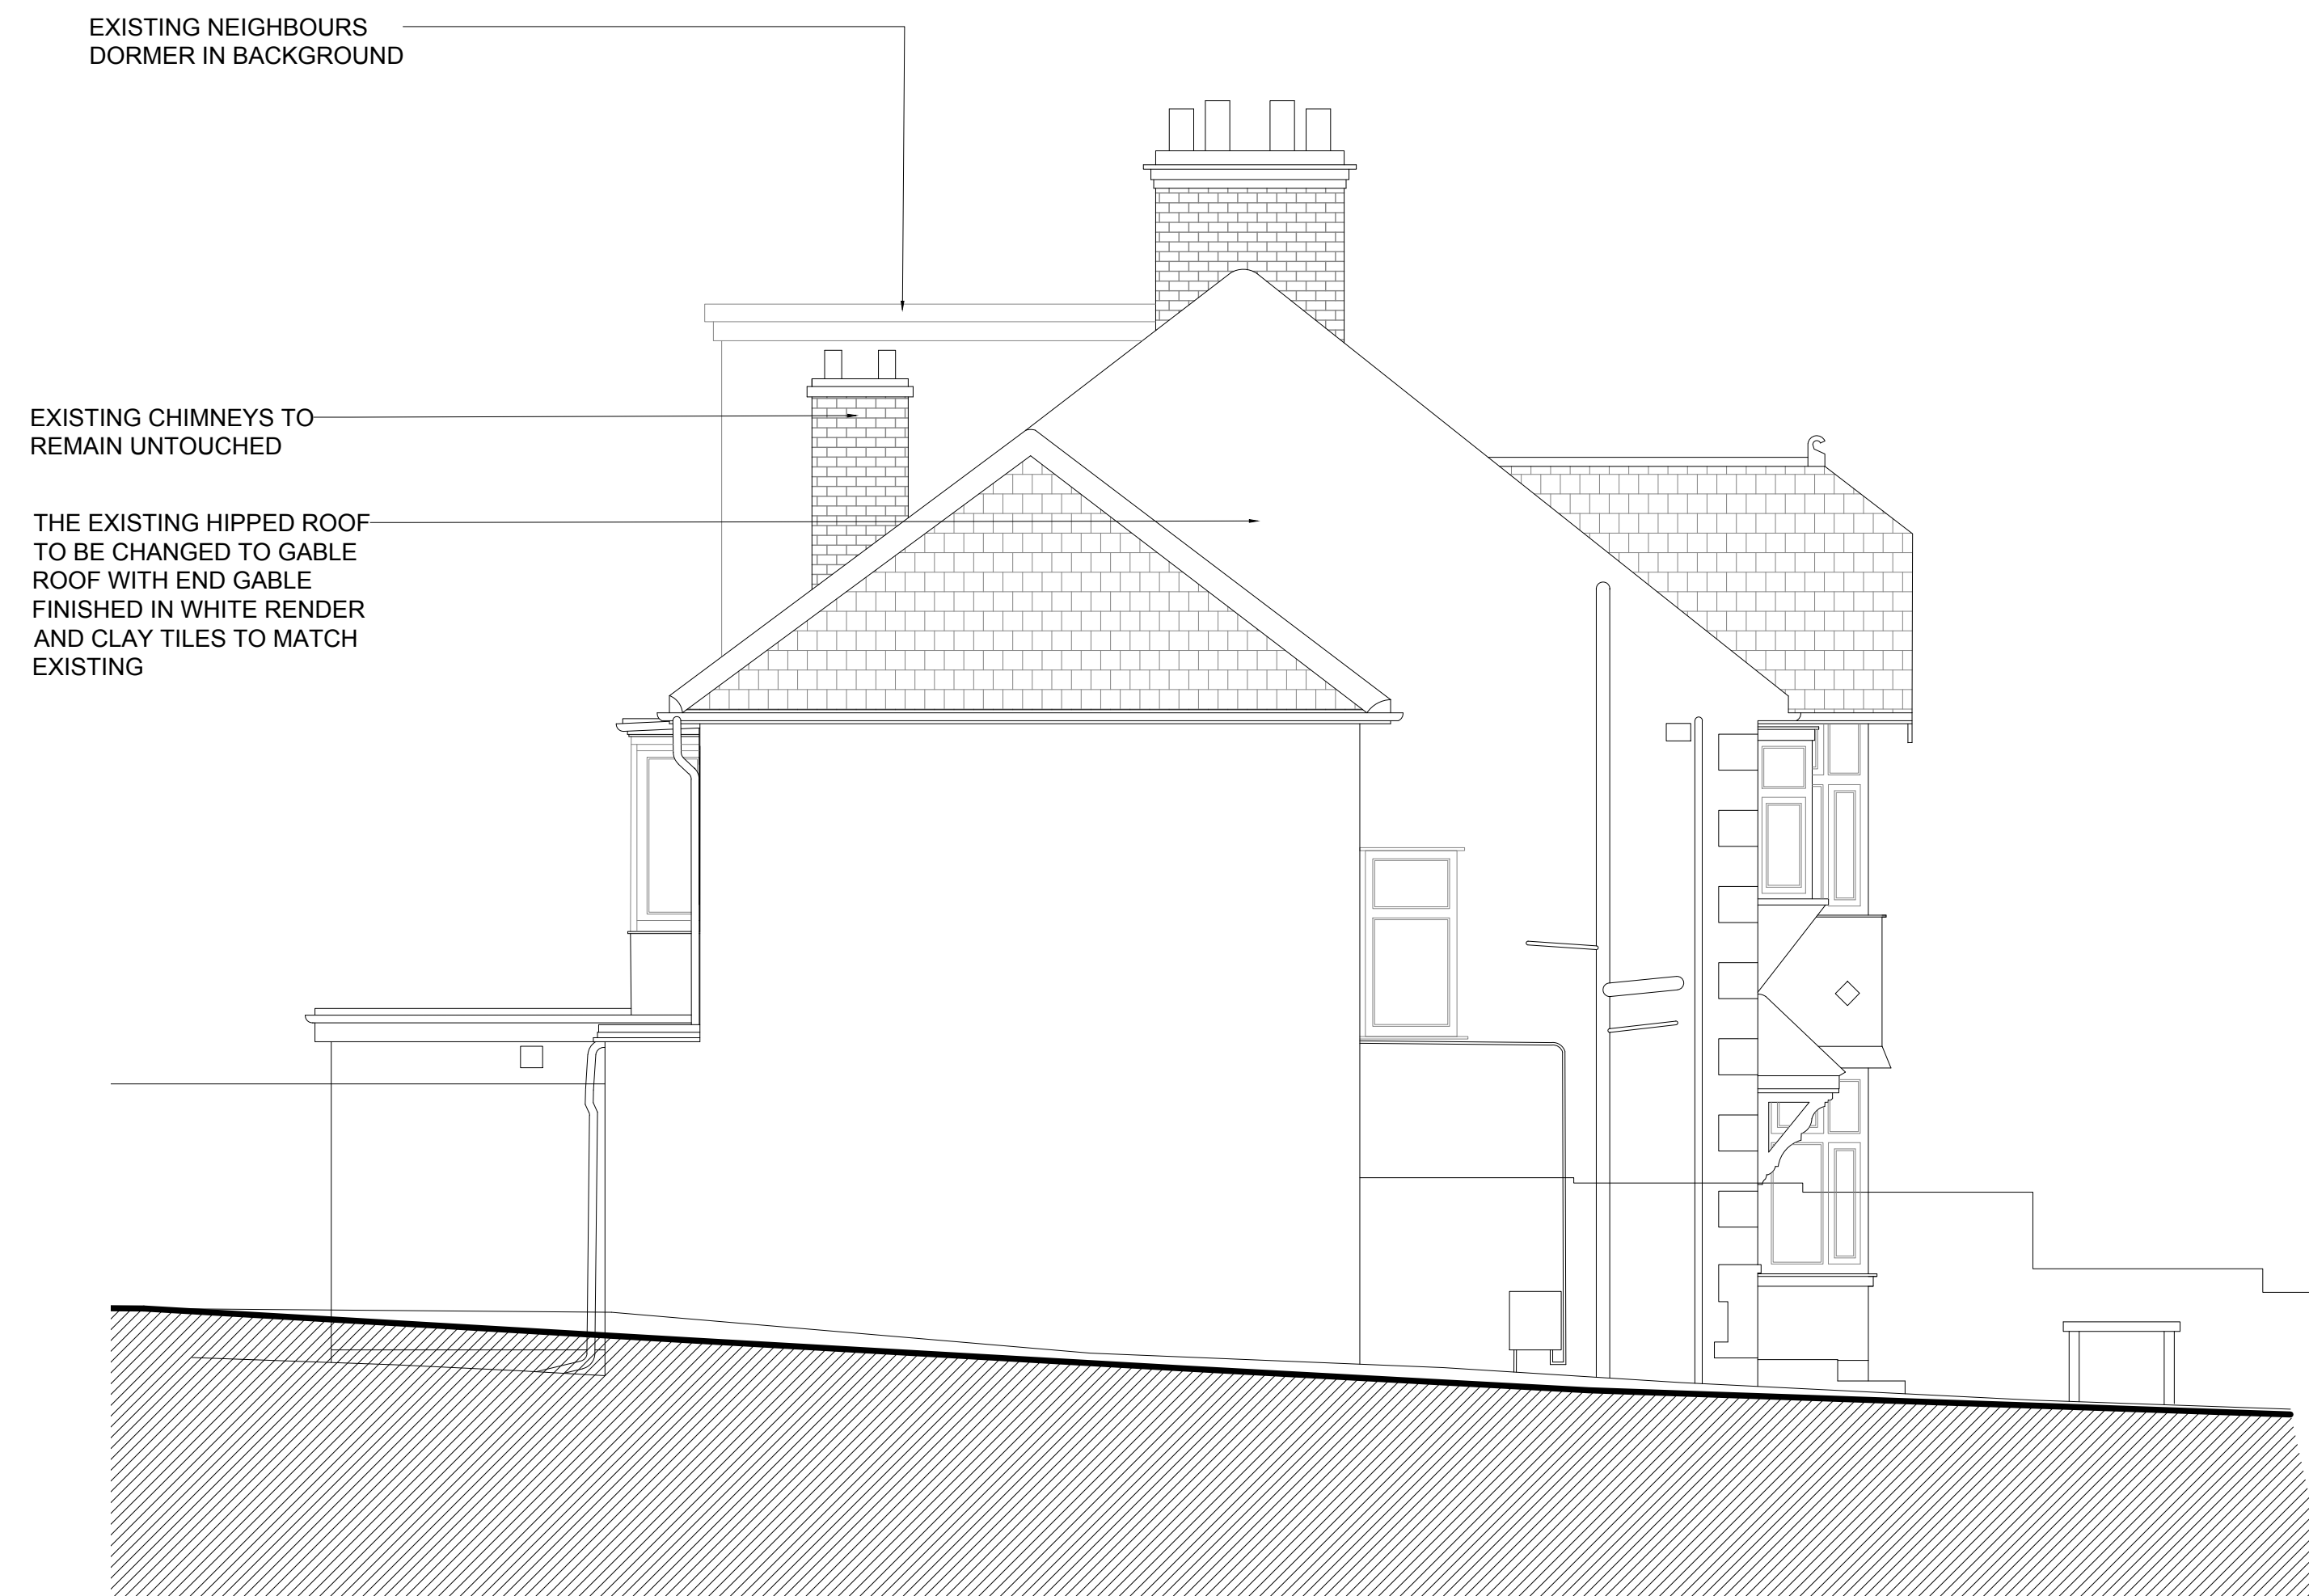 EXISTING NEIGHBOURS
DORMER IN BACKGROUND
EXISTING CHIMNEYS TO
REMAIN UNTOUCHED
THE EXISTING HIPPED ROOF
TO BE CHANGED TO GABLE
ROOF WITH END GABLE
FINISHED IN WHITE RENDER
AND CLAY TILES TO MATCH
EXISTING